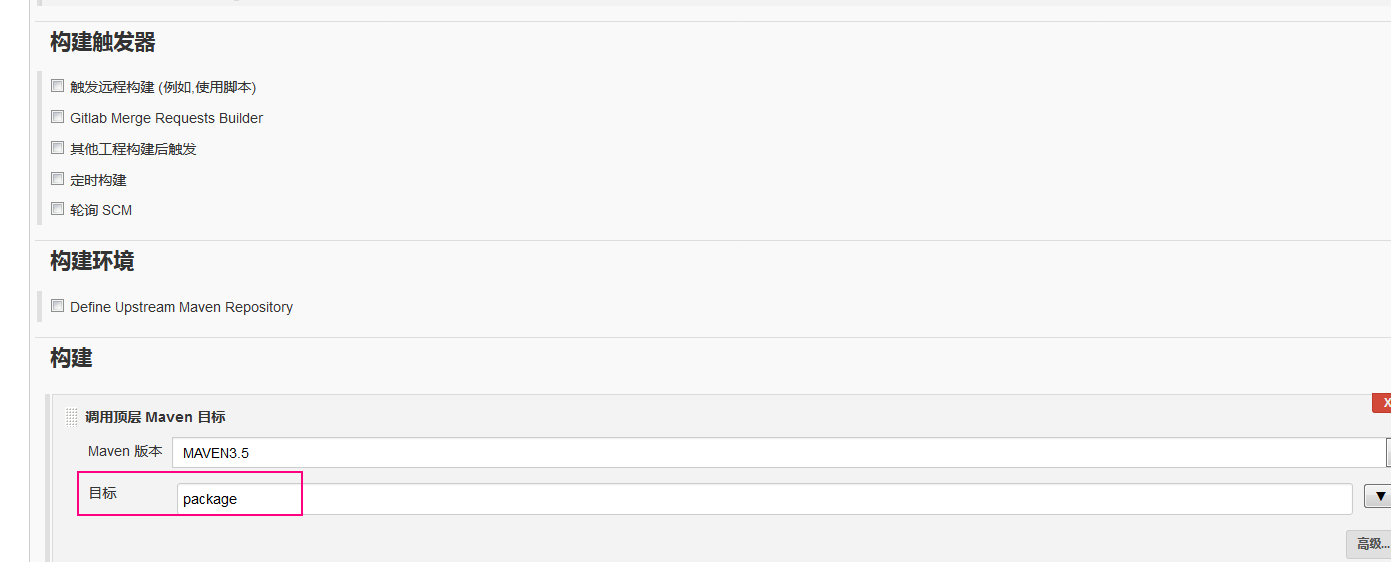 构建触发器
触发远程构建 (例如,使用脚本)
Gitlab Merge Requests Builder
其他工程构建后触发
定时构建
轮询 SCM
构建环境
Define Upstream Maven Repository
构建
调用顶层 Maven 目标
X
Maven 版本 MAVEN3.5
目标 package
高级...